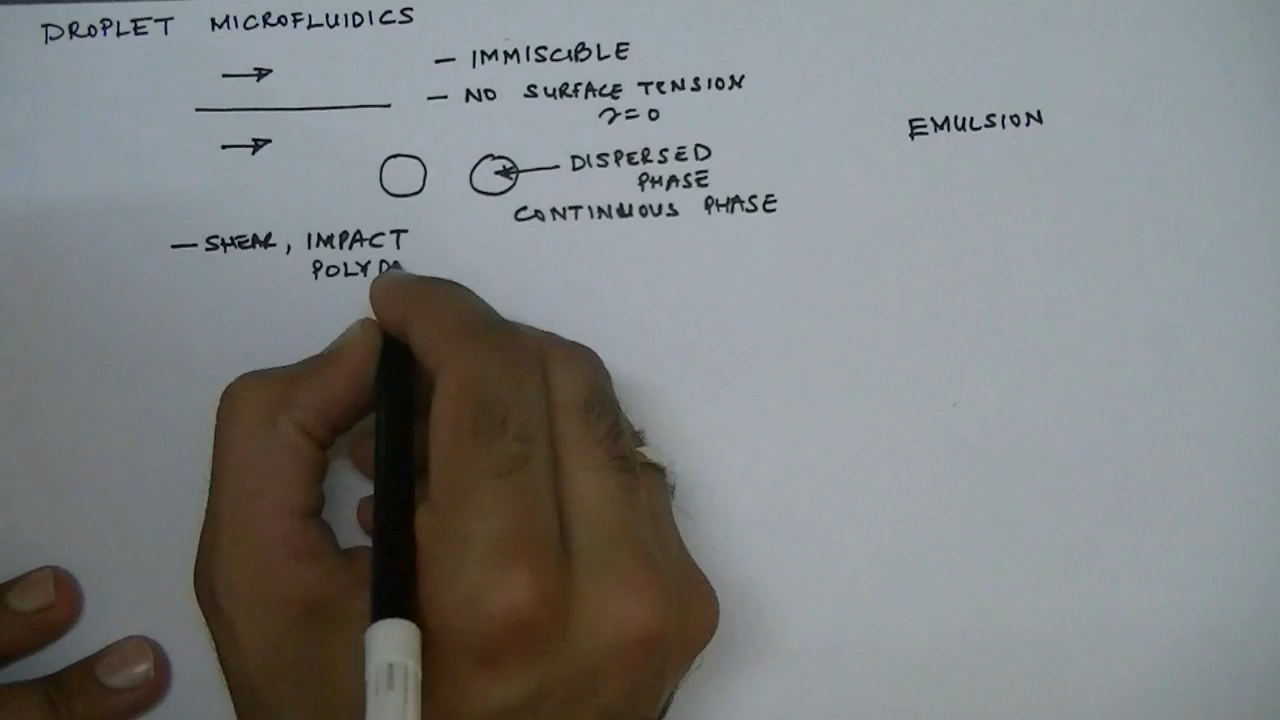 DROPLET MICROFLUIDICS
- IMMISCIBLE
- NO SURFACE TENSION
γ=0
EMULSION
DISPERSED
PHASE
CONTINUOUS PHASE
- SHEAR, IMPACT